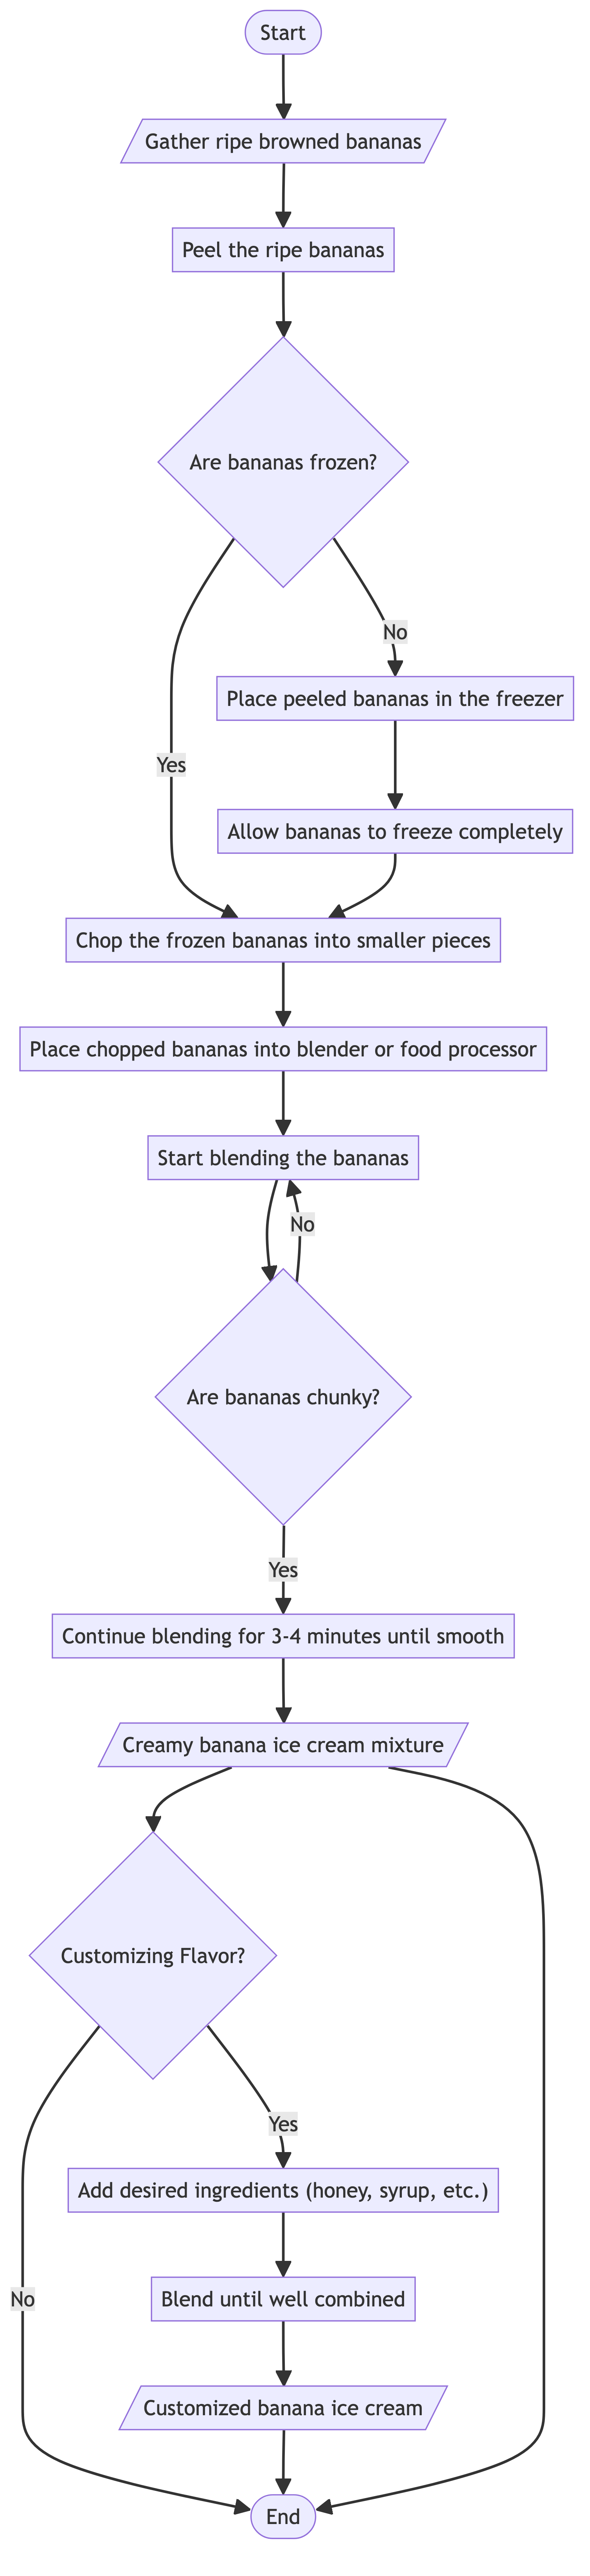 Start
Gather ripe browned bananas
Peel the ripe bananas
Are bananas frozen?
No
Place peeled bananas in the freezer
Yes
Allow bananas to freeze completely
Chop the frozen bananas into smaller pieces
Place chopped bananas into blender or food processor
Start blending the bananas
No
Are bananas chunky?
Yes
Continue blending for 3-4 minutes until smooth
Creamy banana ice cream mixture
Customizing Flavor?
Yes
Add desired ingredients (honey, syrup, etc.)
No
Blend until well combined
Customized banana ice cream
End